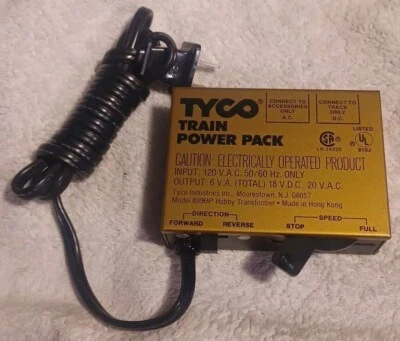 TYCO®
TRAIN
POWER PACK
CONNECT TO
ACCESSORIES
ONLY
A.C.
CONNECT TO
TRACK
ONLY
D.C.
LISTED
UL
CAUTION: ELECTRICALLY OPERATED PRODUCT
INPUT: 120 V.A.C. 50/60 Hz. ONLY
OUTPUT: 6 V.A. (TOTAL) 18 V.D.C., 20 V.A.C.
Tyco Industries Inc., Moorestown, N.J. 08057
Hobby Transformer • Made in Hong Kong
DIRECTION
FORWARD REVERSE
SPEED
STOP FULL